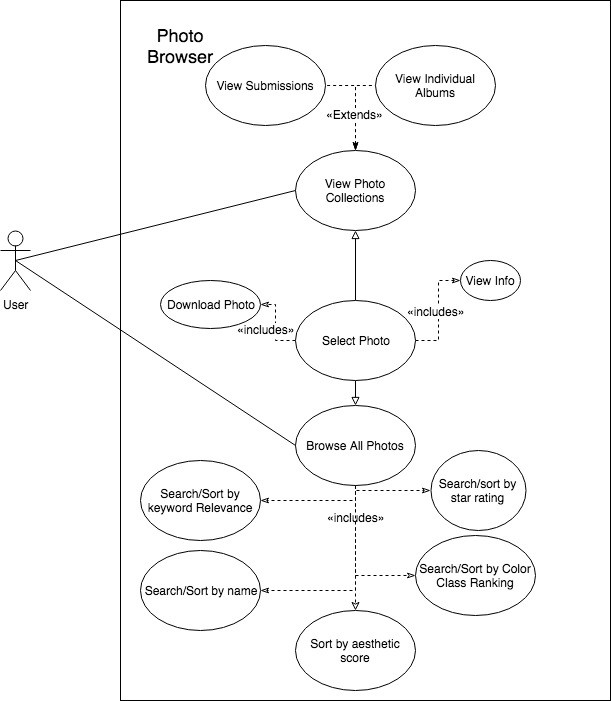 Photo
Browser
View Submissions
View Individual
Albums
«Extends»
View Photo
Collections
User
Download Photo
View Info
«includes»
«includes»
Select Photo
Browse All Photos
Search/Sort by
keyword Relevance
Search/sort by
star rating
«includes»
Search/Sort by name
Search/Sort by Color
Class Ranking
Sort by aesthetic
score